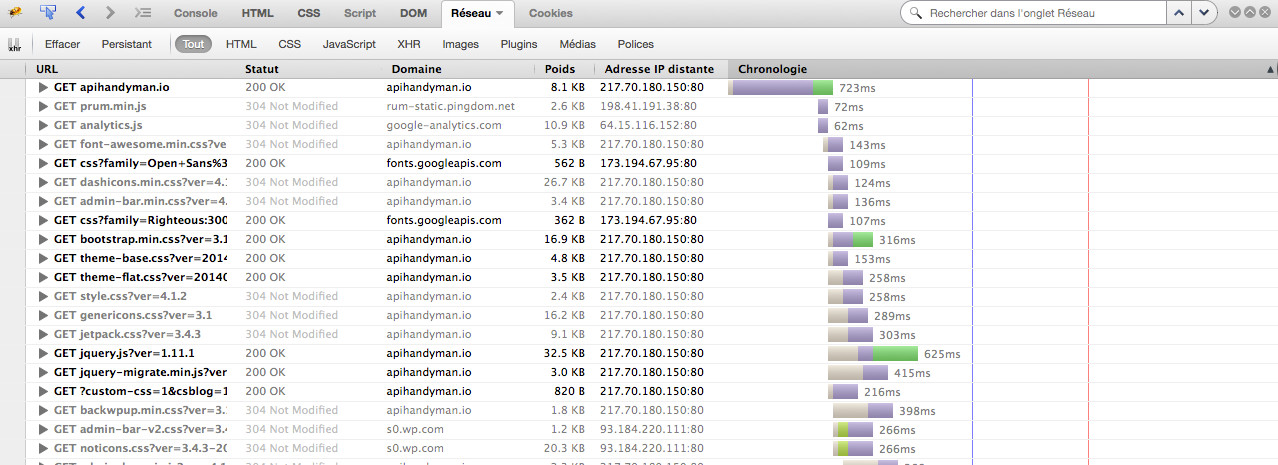 Console HTML CSS Script DOM Réseau Cookies Rechercher dans l'onglet Réseau
xhr Effacer Persistant Tout HTML CSS JavaScript XHR Images Plugins Médias Polices
URL Statut Domaine Poids Adresse IP distante Chronologie
GET apihandyman.io 200 OK apihandyman.io 8.1 KB 217.70.180.150:80 723ms
GET prum.min.js 304 Not Modified rum-static.pingdom.net 2.6 KB 198.41.191.38:80 72ms
GET analytics.js 304 Not Modified google-analytics.com 10.9 KB 64.15.116.152:80 62ms
GET font-awesome.min.css?ve 304 Not Modified apihandyman.io 5.3 KB 217.70.180.150:80 143ms
GET css?family=Open+Sans%3 200 OK fonts.googleapis.com 562 B 173.194.67.95:80 109ms
GET dashicons.min.css?ver=4.1 304 Not Modified apihandyman.io 26.7 KB 217.70.180.150:80 124ms
GET admin-bar.min.css?ver=4. 304 Not Modified apihandyman.io 3.4 KB 217.70.180.150:80 136ms
GET css?family=Righteous:300 200 OK fonts.googleapis.com 362 B 173.194.67.95:80 107ms
GET bootstrap.min.css?ver=3.1 200 OK apihandyman.io 16.9 KB 217.70.180.150:80 316ms
GET theme-base.css?ver=2014 200 OK apihandyman.io 4.8 KB 217.70.180.150:80 153ms
GET theme-flat.css?ver=20140 200 OK apihandyman.io 3.5 KB 217.70.180.150:80 258ms
GET style.css?ver=4.1.2 304 Not Modified apihandyman.io 2.4 KB 217.70.180.150:80 258ms
GET genericons.css?ver=3.1 304 Not Modified apihandyman.io 16.2 KB 217.70.180.150:80 289ms
GET jetpack.css?ver=3.4.3 304 Not Modified apihandyman.io 9.1 KB 217.70.180.150:80 303ms
GET jquery.js?ver=1.11.1 200 OK apihandyman.io 32.5 KB 217.70.180.150:80 625ms
GET jquery-migrate.min.js?ver 200 OK apihandyman.io 3.0 KB 217.70.180.150:80 415ms
GET ?custom-css=1&csblog=1 200 OK apihandyman.io 820 B 217.70.180.150:80 216ms
GET backwpup.min.css?ver=3. 304 Not Modified apihandyman.io 1.8 KB 217.70.180.150:80 398ms
GET admin-bar-v2.css?ver=3.4 304 Not Modified s0.wp.com 1.2 KB 93.184.220.111:80 266ms
GET noticons.css?ver=3.4.3-20 304 Not Modified s0.wp.com 20.3 KB 93.184.220.111:80 266ms